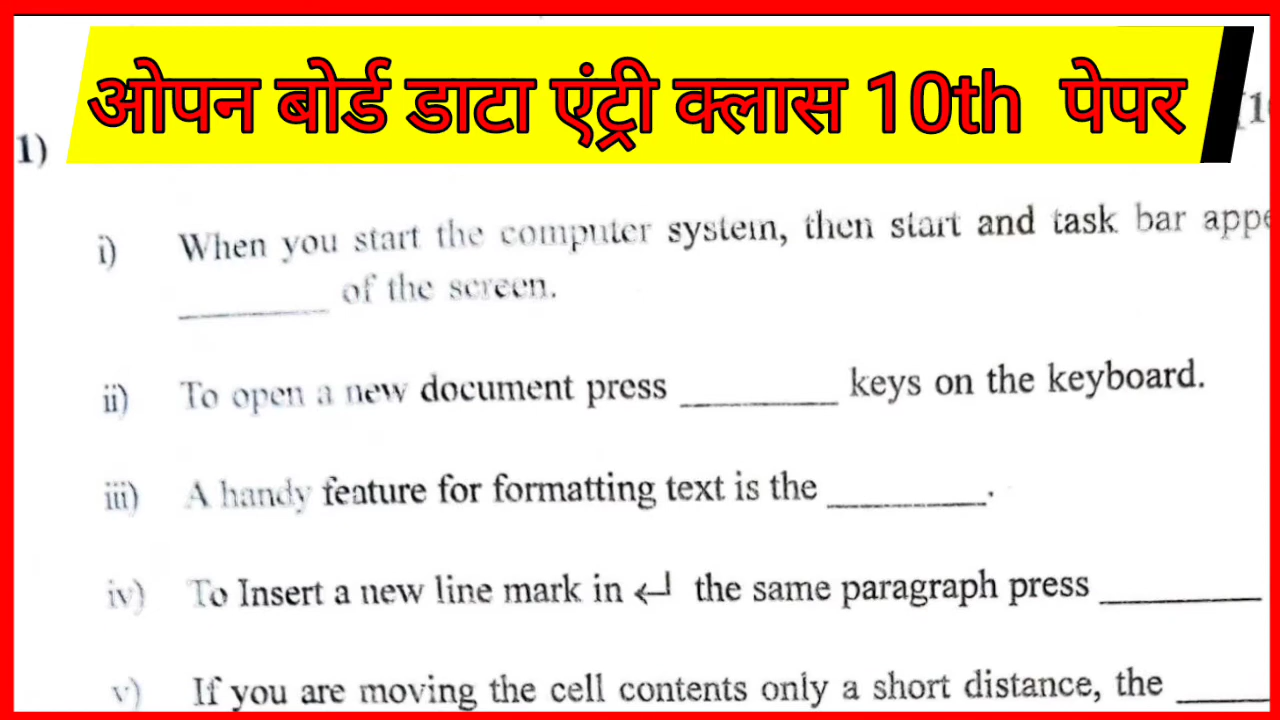 ओपन बोर्ड डाटा एंट्री क्लास 10th पेपर
1)
i) When you start the computer system, then start and task bar
________ of the screen.
ii) To open a new document press ________ keys on the keyboard.
iii) A handy feature for formatting text is the ________.
iv) To Insert a new line mark in ↵ the same paragraph press ________
v) If you are moving the cell contents only a short distance, the ________